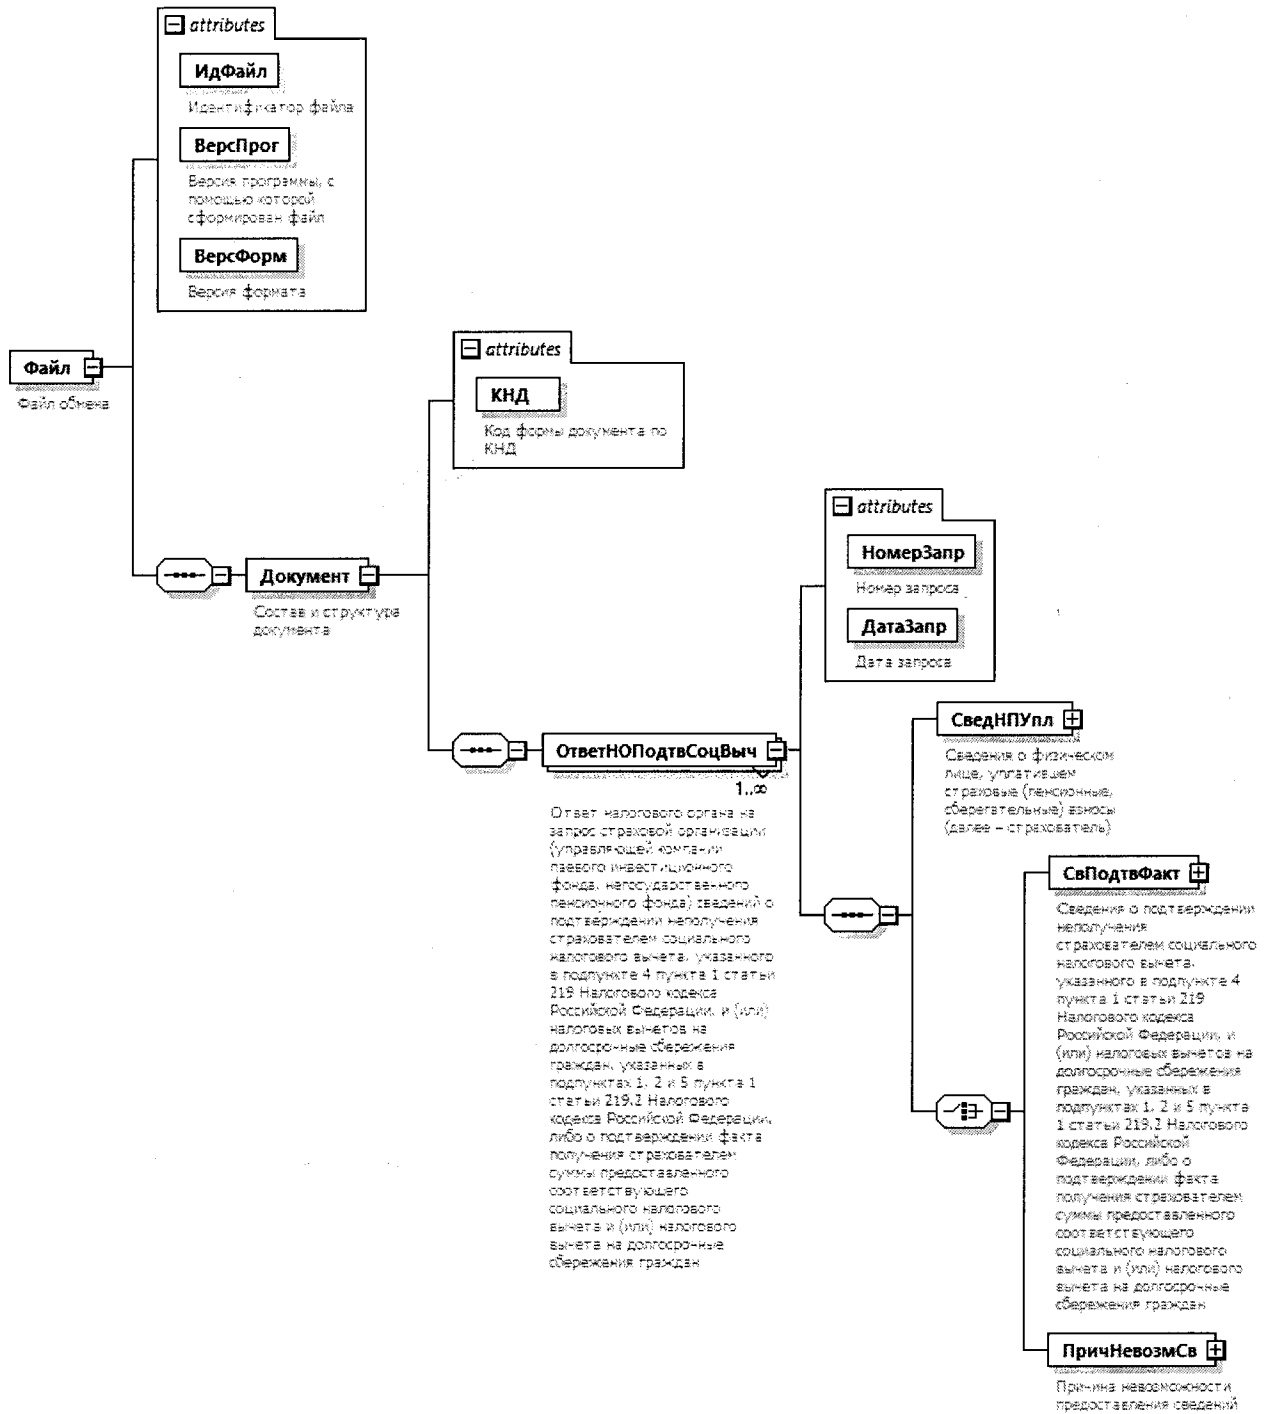 attributes
ИдФайл
Идентификатор файла
ВерсПрог
Версия программы, с
помощью которой
сформирован файл
ВерсФорм
Версия формата
Файл
Файл обмена
attributes
КНД
Код формы документа по
КНД
Документ
Состав и структура
документа
attributes
НомерЗапр
Номер запроса
ДатаЗапр
Дата запроса
ОтветНОПодтвСоцВыч
1..∞
Ответ налогового органа на
запрос страховой организации
(управляющей компании
паевого инвестиционного
фонда, негосударственного
пенсионного фонда) сведений о
подтверждении неполучения
страхователем социального
налогового вычета, указанного
в подпункте 4 пункта 1 статьи
219 Налогового кодекса
Российской Федерации, и (или)
налоговых вычетов на
долгосрочные сбережения
граждан, указанных в
подпунктах 1, 2 и 5 пункта 1
статьи 219.2 Налогового
кодекса Российской Федерации,
либо о подтверждении факта
получения страхователем
суммы предоставленного
соответствующего
социального налогового
вычета и (или) налогового
вычета на долгосрочные
сбережения граждан
СведНПУпл
Сведения о физическом
лице, уплатившем
страховые (пенсионные,
сберегательные) взносы
(далее – страхователь)
СвПодтвФакт
Сведения о подтверждении
неполучения
страхователем социального
налогового вычета,
указанного в подпункте 4
пункта 1 статьи 219
Налогового кодекса
Российской Федерации, и
(или) налоговых вычетов на
долгосрочные сбережения
граждан, указанных в
подпунктах 1, 2 и 5 пункта
1 статьи 219.2 Налогового
кодекса Российской
Федерации, либо о
подтверждении факта
получения страхователем
суммы предоставленного
соответствующего
социального налогового
вычета и (или) налогового
вычета на долгосрочные
сбережения граждан
ПричНевозмСв
Причина невозможности
предоставления сведений